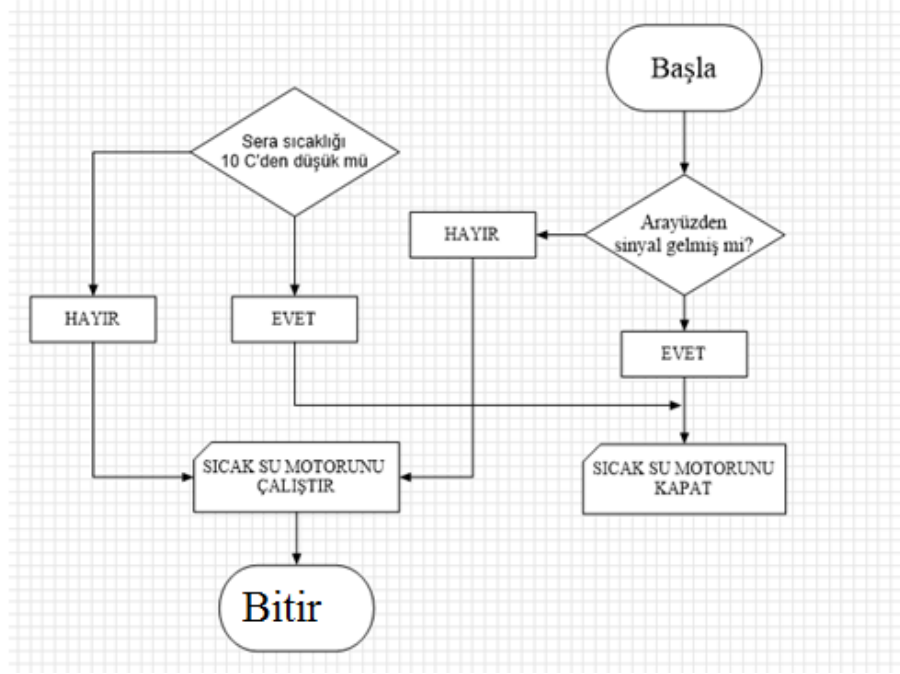 Başla
Sera sıcaklığı
10 C'den düşük mü
Arayüzden
sinyal gelmiş mi?
HAYIR
HAYIR
EVET
EVET
SICAK SU MOTORUNU
ÇALIŞTIR
SICAK SU MOTORUNU
KAPAT
Bitir